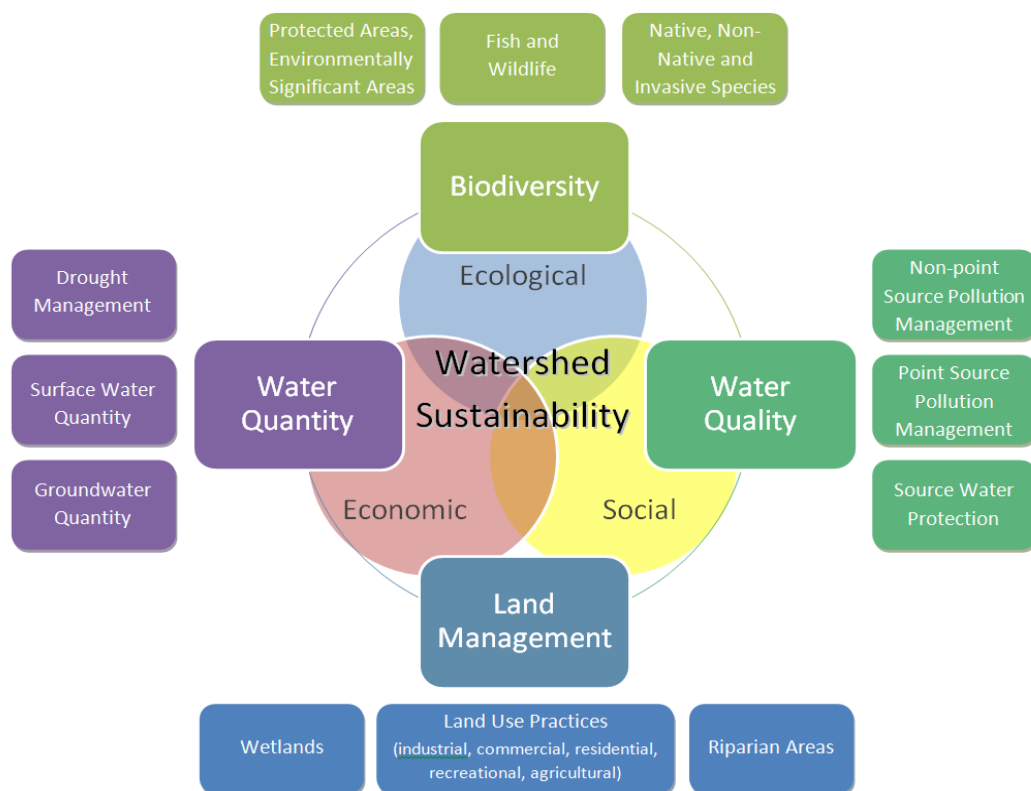 Protected Areas,
Environmentally
Significant Areas
Fish and
Wildlife
Native, Non-
Native and
Invasive Species
Biodiversity
Ecological
Drought
Management
Surface Water
Quantity
Groundwater
Quantity
Water
Quantity
Watershed
Sustainability
Economic
Social
Water
Quality
Non-point
Source Pollution
Management
Point Source
Pollution
Management
Source Water
Protection
Land
Management
Wetlands
Land Use Practices
(industrial, commercial, residential,
recreational, agricultural)
Riparian Areas